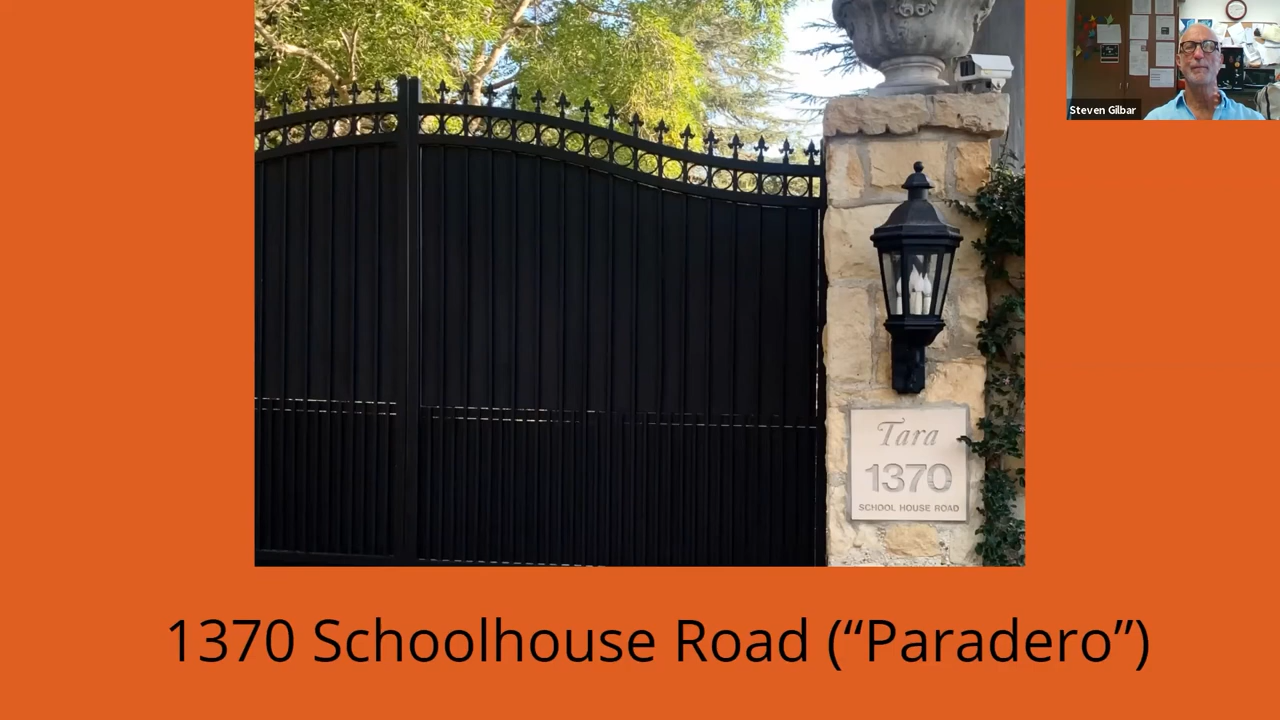 Steven Gilbar
Tara
1370
SCHOOL HOUSE ROAD
1370 Schoolhouse Road (“Paradero”)